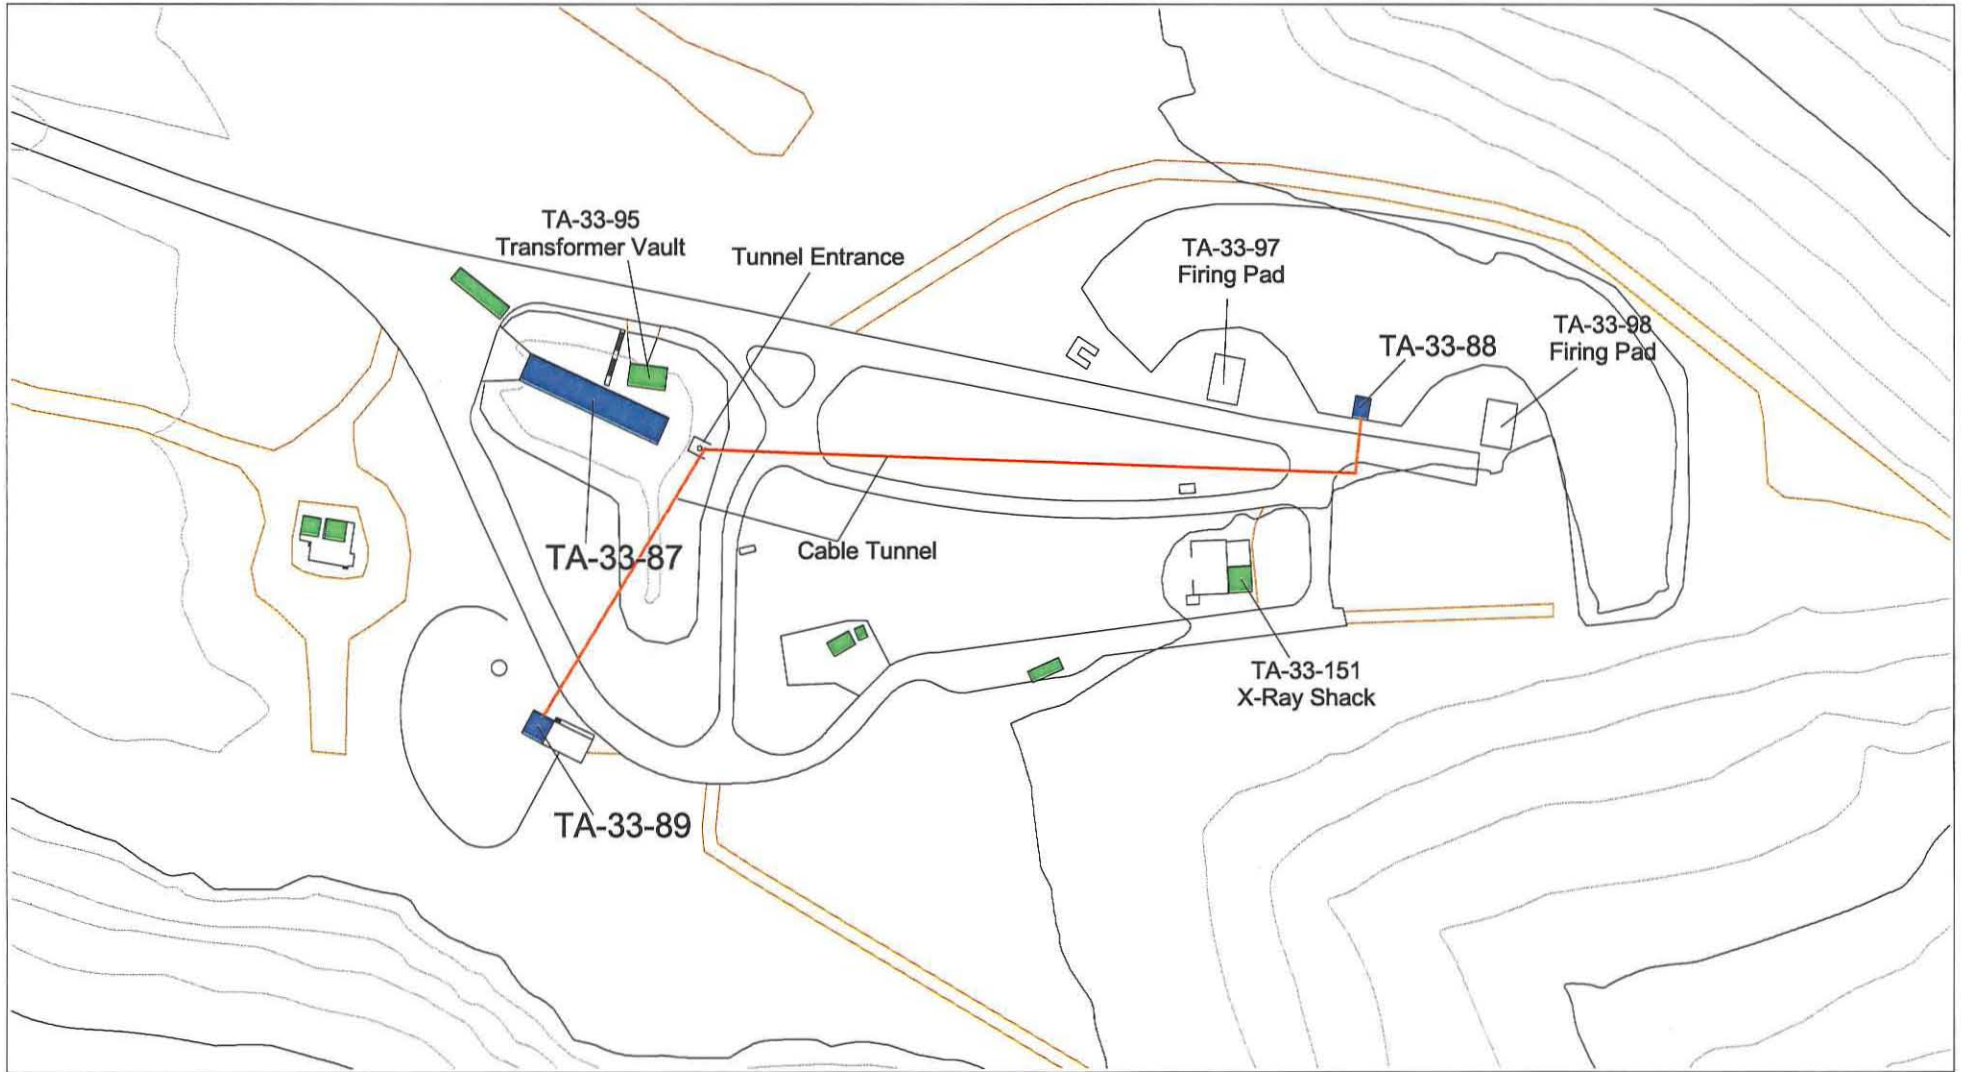 TA-33-95
Transformer Vault
Tunnel Entrance
TA-33-97
Firing Pad
TA-33-98
Firing Pad
TA-33-88
TA-33-87
Cable Tunnel
TA-33-151
X-Ray Shack
TA-33-89